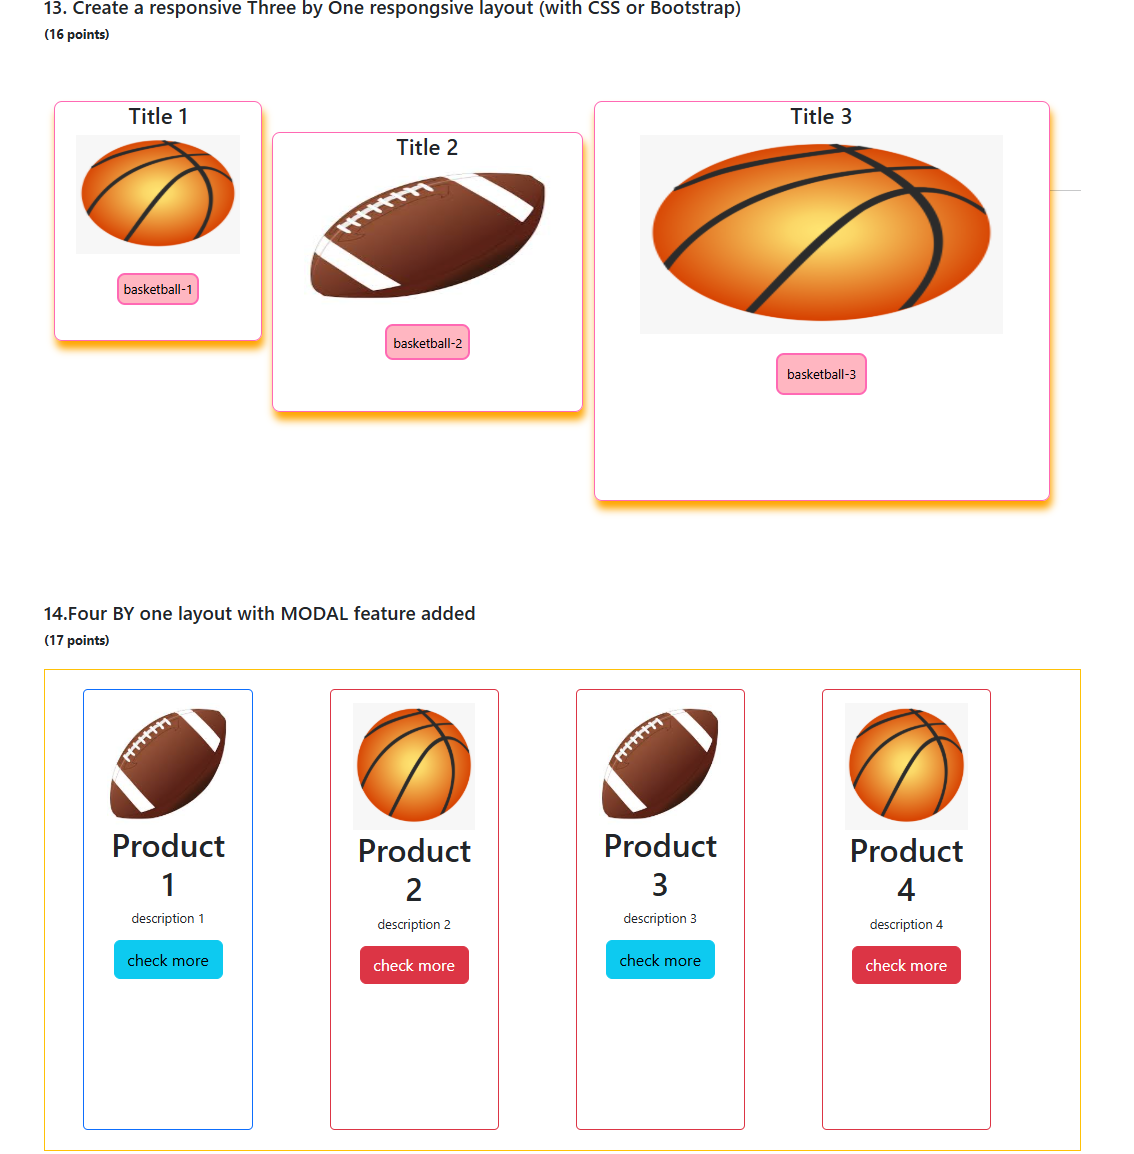 13. Create a responsive Three by One respongsive layout (with CSS or Bootstrap)
(16 points)
Title 1
basketball-1
Title 2
basketball-2
Title 3
basketball-3
14.Four BY one layout with MODAL feature added
(17 points)
Product
1
description 1
check more
Product
2
description 2
check more
Product
3
description 3
check more
Product
4
description 4
check more